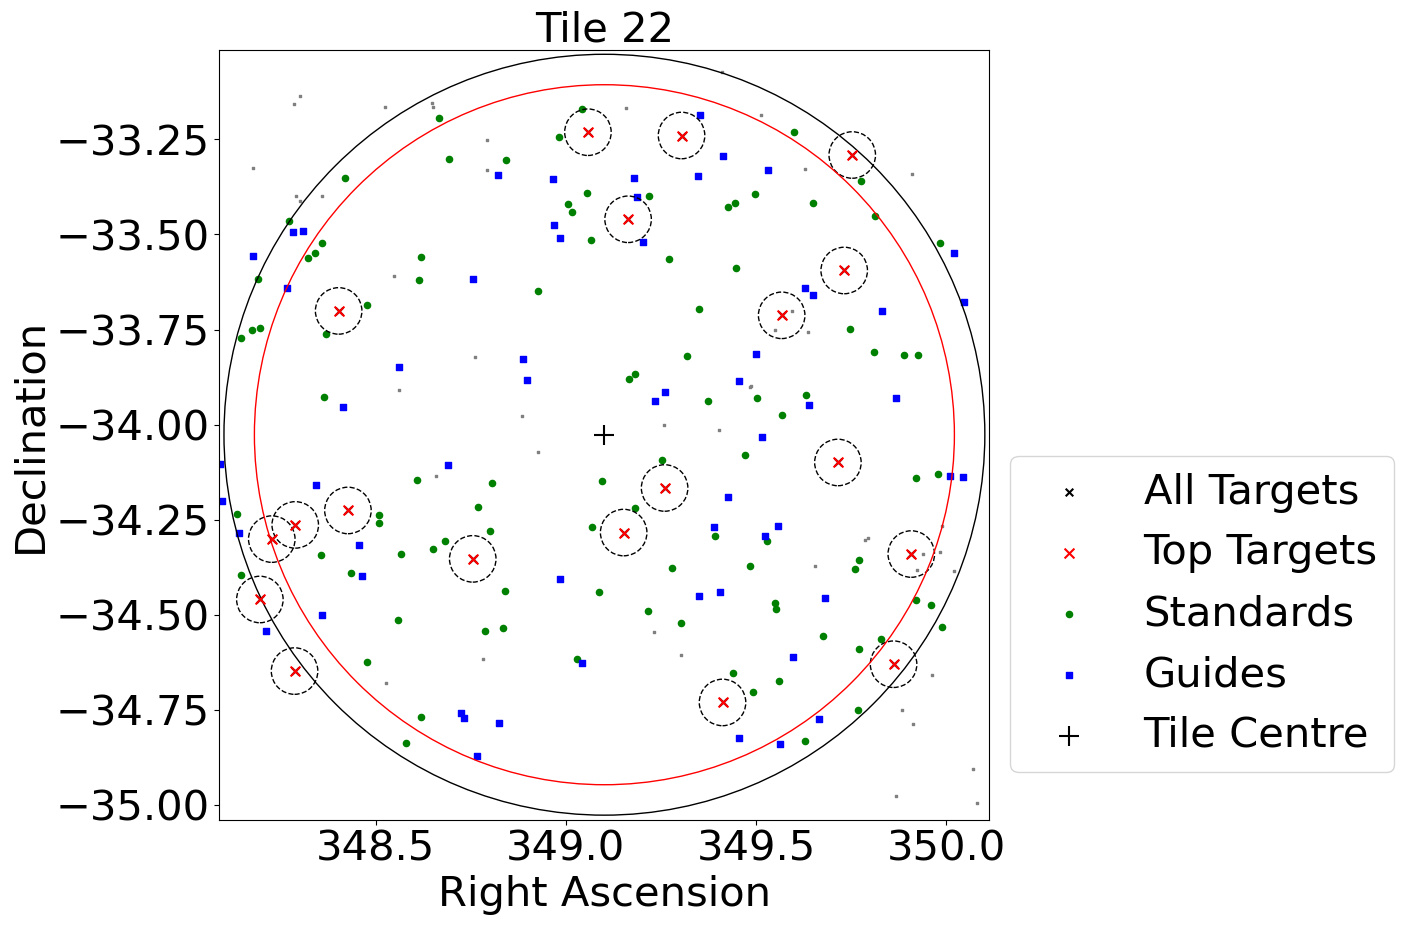 Tile 22
−33.25
−33.50
−33.75
−34.00
−34.25
−34.50
−34.75
−35.00
Declination
348.5
349.0
349.5
350.0
Right Ascension
All Targets
Top Targets
Standards
Guides
Tile Centre